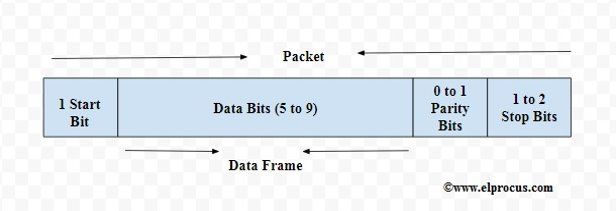 Packet
1 Start
Bit
Data Bits (5 to 9)
0 to 1
Parity
Bits
1 to 2
Stop Bits
Data Frame
©www.elprocus.com